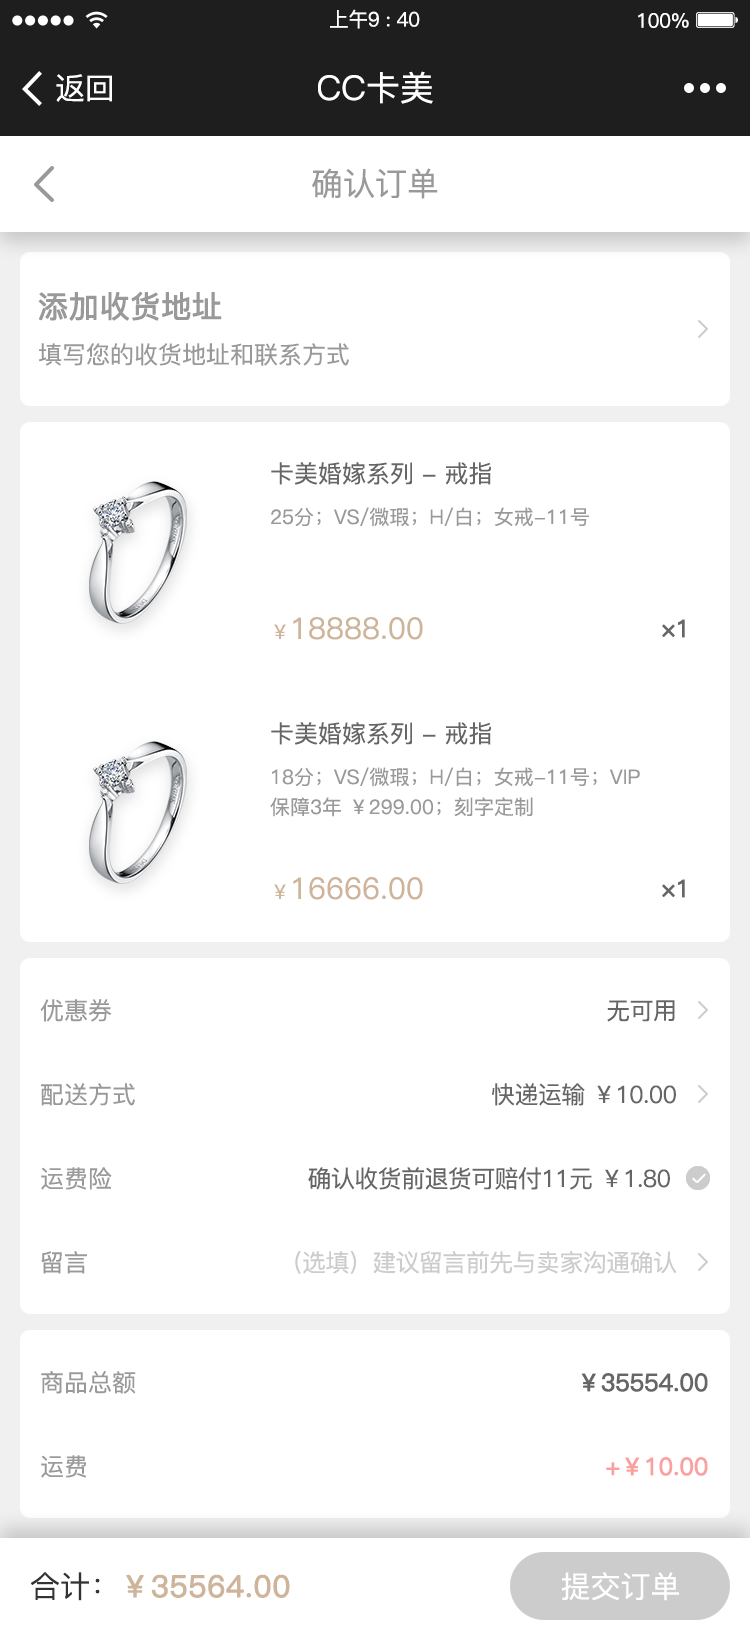 上午9：40
100%
返回
CC卡美
确认订单
添加收货地址
填写您的收货地址和联系方式
卡美婚嫁系列 – 戒指
25分；VS/微瑕；H/白；女戒–11号
￥18888.00
×1
卡美婚嫁系列 – 戒指
18分；VS/微瑕；H/白；女戒–11号；VIP
保障3年 ￥299.00；刻字定制
￥16666.00
×1
优惠券
无可用
配送方式
快递运输 ￥10.00
运费险
确认收货前退货可赔付11元 ￥1.80
留言
（选填）建议留言前先与卖家沟通确认
商品总额
￥35554.00
运费
+￥10.00
合计：￥35564.00
提交订单